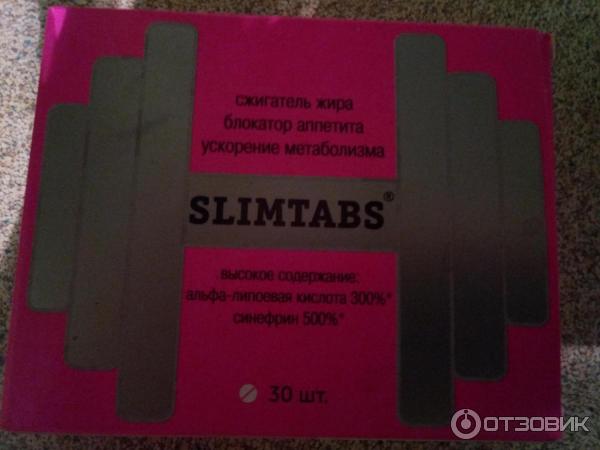 сжигатель жира
блокатор аппетита
ускорение метаболизма
SLIMTABS®
высокое содержание:
альфа-липоевая кислота 300%*
синефрин 500%*
30 шт.
ОТЗОВИК